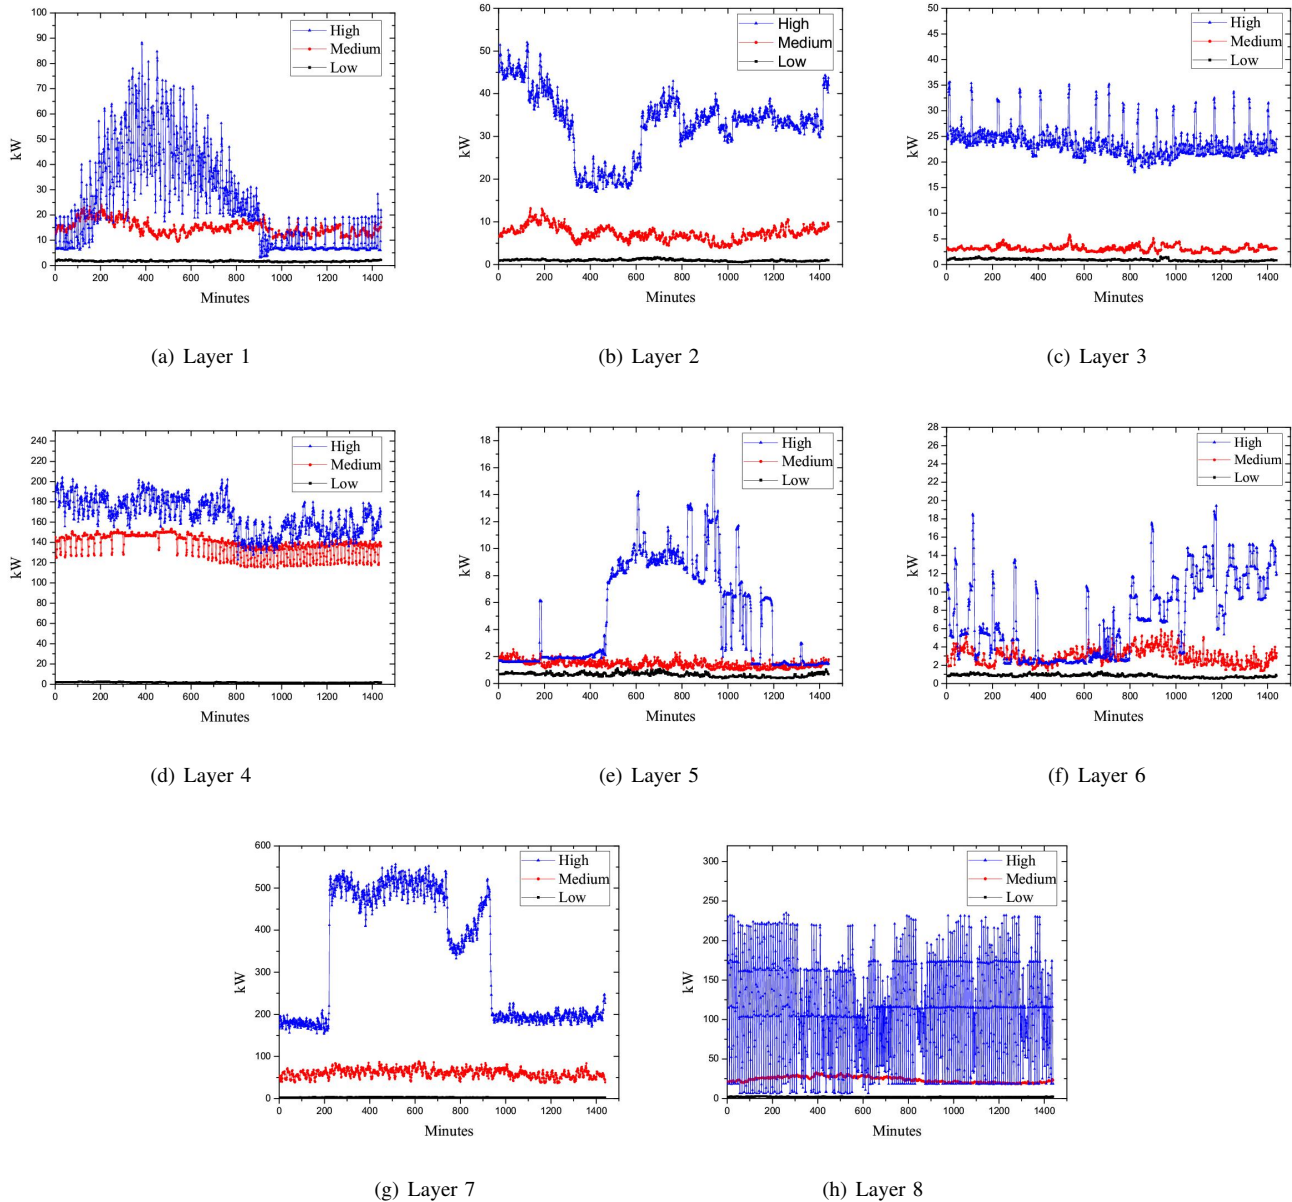 100
90
80
70
60
50
40
30
20
10
0
kW
0 200 400 600 800 1000 1200 1400
Minutes
High
Medium
Low
(a) Layer 1
60
50
40
30
20
10
0
kW
0 200 400 600 800 1000 1200 1400
Minutes
High
Medium
Low
(b) Layer 2
50
45
40
35
30
25
20
15
10
5
0
kW
0 200 400 600 800 1000 1200 1400
Minutes
High
Medium
Low
(c) Layer 3
240
220
200
180
160
140
120
100
80
60
40
20
0
kW
0 200 400 600 800 1000 1200 1400
Minutes
High
Medium
Low
(d) Layer 4
18
16
14
12
10
8
6
4
2
0
kW
0 200 400 600 800 1000 1200 1400
Minutes
High
Medium
Low
(e) Layer 5
28
26
24
22
20
18
16
14
12
10
8
6
4
2
0
kW
0 200 400 600 800 1000 1200 1400
Minutes
High
Medium
Low
(f) Layer 6
600
500
400
300
200
100
0
kW
0 200 400 600 800 1000 1200 1400
Minutes
High
Medium
Low
(g) Layer 7
300
250
200
150
100
50
0
kW
0 200 400 600 800 1000 1200 1400
Minutes
High
Medium
Low
(h) Layer 8